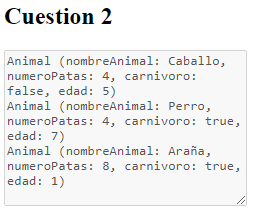 Cuestion 2
Animal (nombreAnimal: Caballo,
numeroPatas: 4, carnivoro:
false, edad: 5)
Animal (nombreAnimal: Perro,
numeroPatas: 4, carnivoro: true,
edad: 7)
Animal (nombreAnimal: Araña,
numeroPatas: 8, carnivoro: true,
edad: 1)